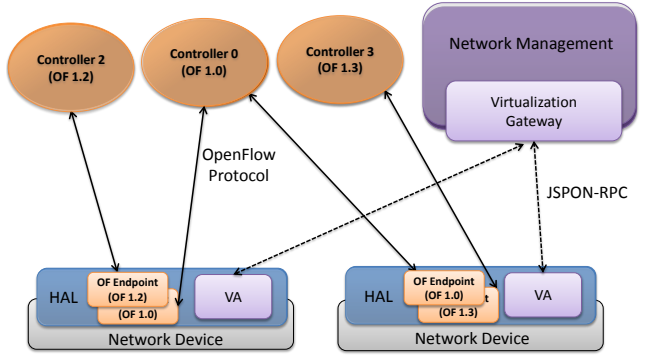 Controller 2
(OF 1.2)
Controller 0
(OF 1.0)
Controller 3
(OF 1.3)
Network Management
Virtualization
Gateway
OpenFlow
Protocol
JSPON-RPC
HAL
OF Endpoint
(OF 1.2)
(OF 1.0)
VA
Network Device
HAL
OF Endpoint
(OF 1.0)
t
(OF 1.3)
VA
Network Device